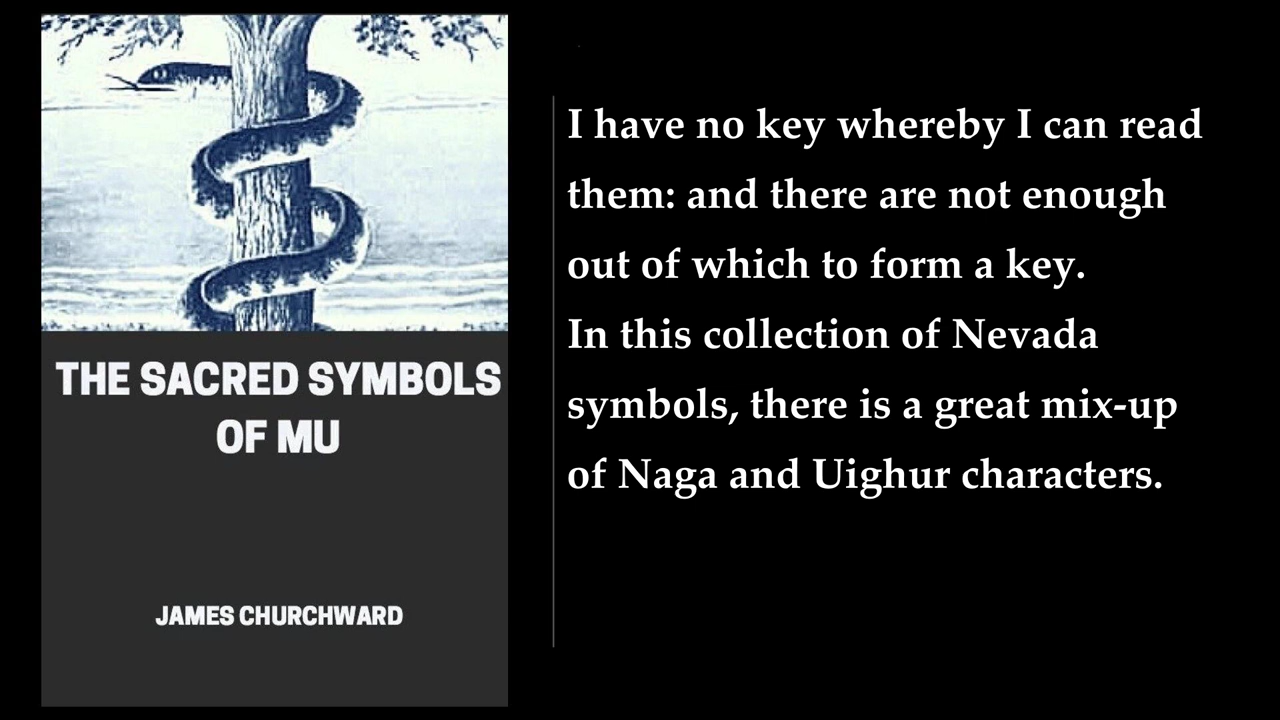 THE SACRED SYMBOLS
OF MU
JAMES CHURCHWARD
I have no key whereby I can read
them: and there are not enough
out of which to form a key.
In this collection of Nevada
symbols, there is a great mix-up
of Naga and Uighur characters.